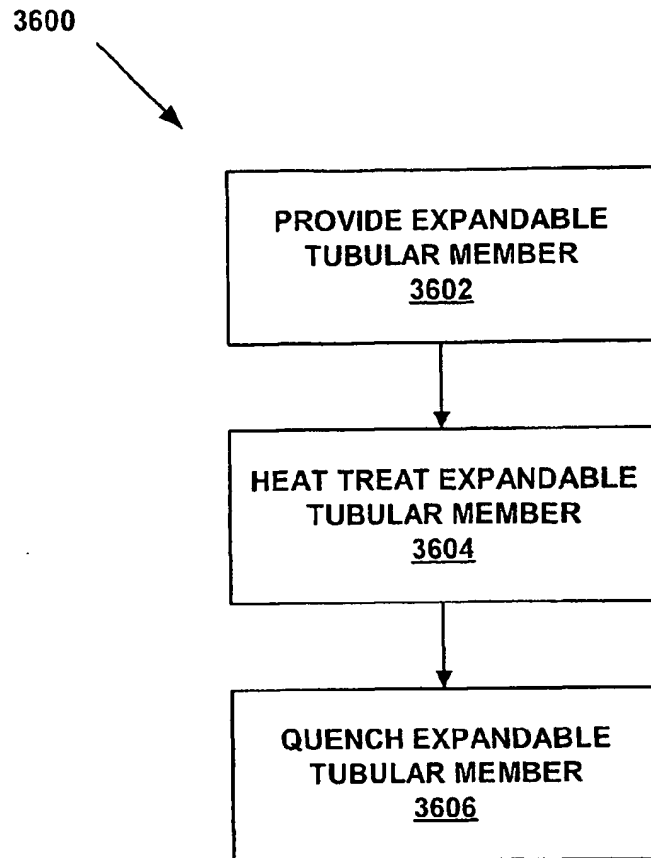 3600
PROVIDE EXPANDABLE
TUBULAR MEMBER
3602
HEAT TREAT EXPANDABLE
TUBULAR MEMBER
3604
QUENCH EXPANDABLE
TUBULAR MEMBER
3606